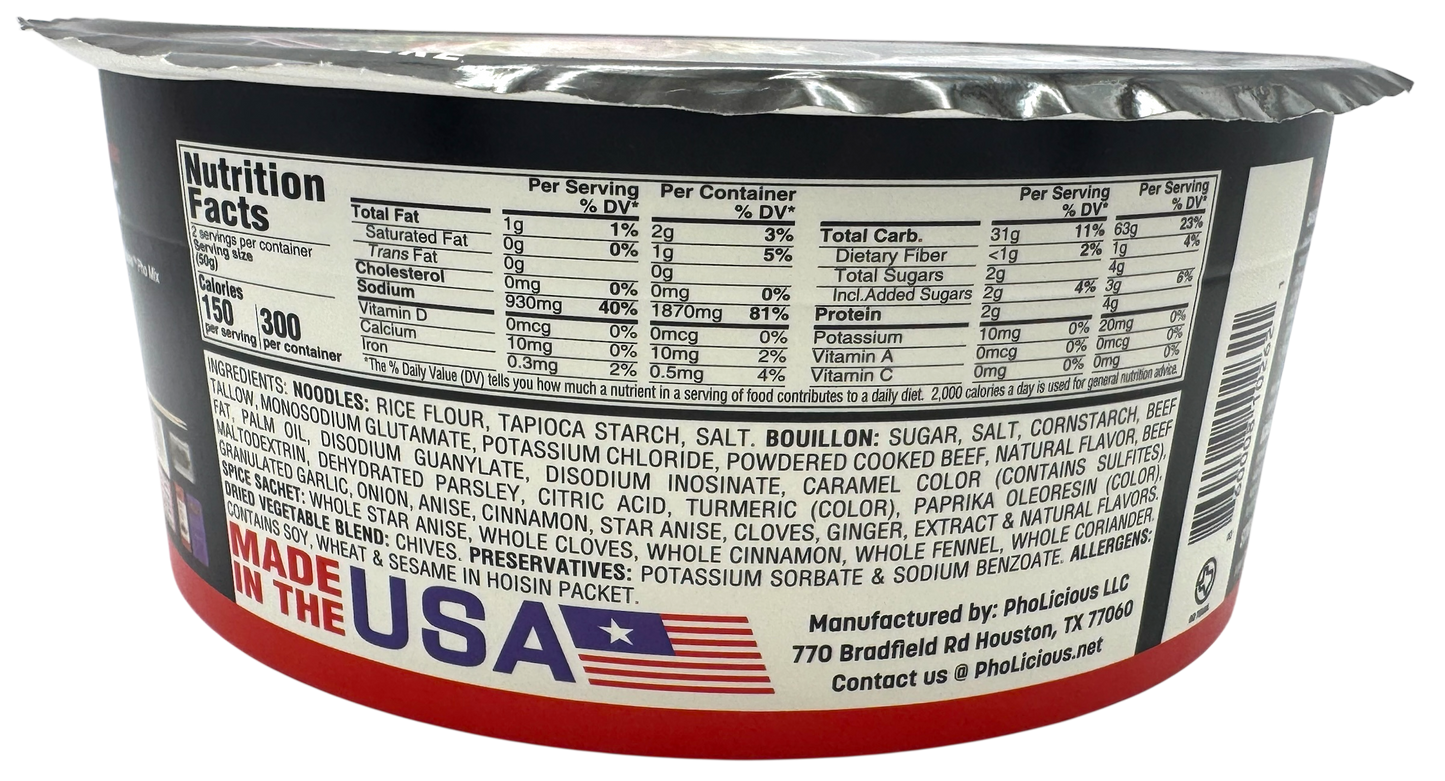 Nutrition
Facts
2 servings per container
Serving size
(50g)
Calories
150 300
per serving per container
Per Serving Per Container
% DV* % DV*
Total Fat 1g 1% 2g 3%
Saturated Fat 0g 0% 1g 5%
Trans Fat 0g 0g
Cholesterol 0mg 0% 0mg 0%
Sodium 930mg 40% 1870mg 81%
Vitamin D 0mcg 0% 0mcg 0%
Calcium 10mg 0% 10mg 2%
Iron 0.3mg 2% 0.5mg 4%
Per Serving Per Serving
% DV* % DV*
Total Carb. 31g 11% 63g 23%
Dietary Fiber <1g 2% 1g 4%
Total Sugars 2g 4g
Incl.Added Sugars 2g 4% 3g 6%
Protein 2g 4g
Potassium 10mg 0% 20mg 0%
Vitamin A 0mcg 0% 0mcg 0%
Vitamin C 0mg 0% 0mg 0%
*The % Daily Value (DV) tells you how much a nutrient in a serving of food contributes to a daily diet. 2,000 calories a day is used for general nutrition advice.
INGREDIENTS: NOODLES: RICE FLOUR, TAPIOCA STARCH, SALT. BOUILLON: SUGAR, SALT, CORNSTARCH, BEEF
TALLOW, MONOSODIUM GLUTAMATE, POTASSIUM CHLORIDE, POWDERED COOKED BEEF, NATURAL FLAVOR, BEEF
FAT, PALM OIL, DISODIUM GUANYLATE, DISODIUM INOSINATE, CARAMEL COLOR (CONTAINS SULFITES),
MALTODEXTRIN, DEHYDRATED PARSLEY, CITRIC ACID, TURMERIC (COLOR), PAPRIKA OLEORESIN (COLOR),
GRANULATED GARLIC, ONION, ANISE, CINNAMON, STAR ANISE, CLOVES, GINGER, EXTRACT & NATURAL FLAVORS.
SPICE SACHET: WHOLE STAR ANISE, WHOLE CLOVES, WHOLE CINNAMON, WHOLE FENNEL, WHOLE CORIANDER.
DRIED VEGETABLE BLEND: CHIVES. PRESERVATIVES: POTASSIUM SORBATE & SODIUM BENZOATE. ALLERGENS:
CONTAINS SOY, WHEAT & SESAME IN HOISIN PACKET.
MADE
IN THE
USA
Manufactured by: PhoLicious LLC
770 Bradfield Rd Houston, TX 77060
Contact us @ PhoLicious.net
Pho Mix